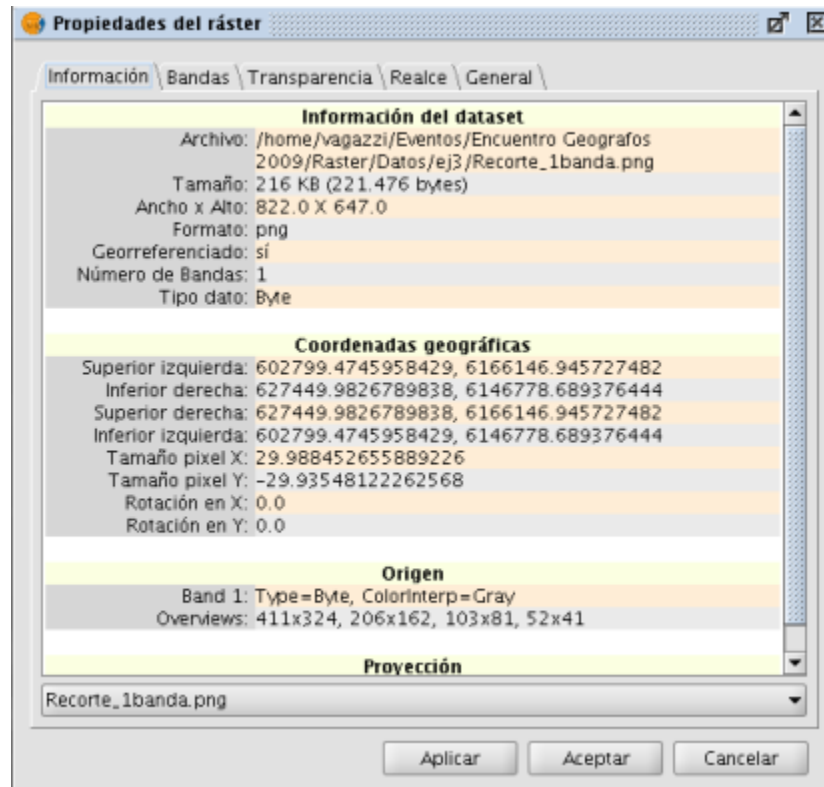 Propiedades del ráster
Información Bandas Transparencia Realce General
Información del dataset
Archivo: /home/vagazzi/Eventos/Encuentro Geografos
2009/Raster/Datos/ej3/Recorte_1banda.png
Tamaño: 216 KB (221.476 bytes)
Ancho x Alto: 822.0 X 647.0
Formato: png
Georreferenciado: sí
Número de Bandas: 1
Tipo dato: Byte
Coordenadas geográficas
Superior izquierda: 602799.4745958429, 6166146.945727482
Inferior derecha: 627449.9826789838, 6146778.689376444
Superior derecha: 627449.9826789838, 6166146.945727482
Inferior izquierda: 602799.4745958429, 6146778.689376444
Tamaño pixel X: 29.988452655889226
Tamaño pixel Y: -29.93548122262568
Rotación en X: 0.0
Rotación en Y: 0.0
Origen
Band 1: Type=Byte, ColorInterp=Gray
Overviews: 411x324, 206x162, 103x81, 52x41
Proyección
Recorte_1banda.png
Aplicar Aceptar Cancelar